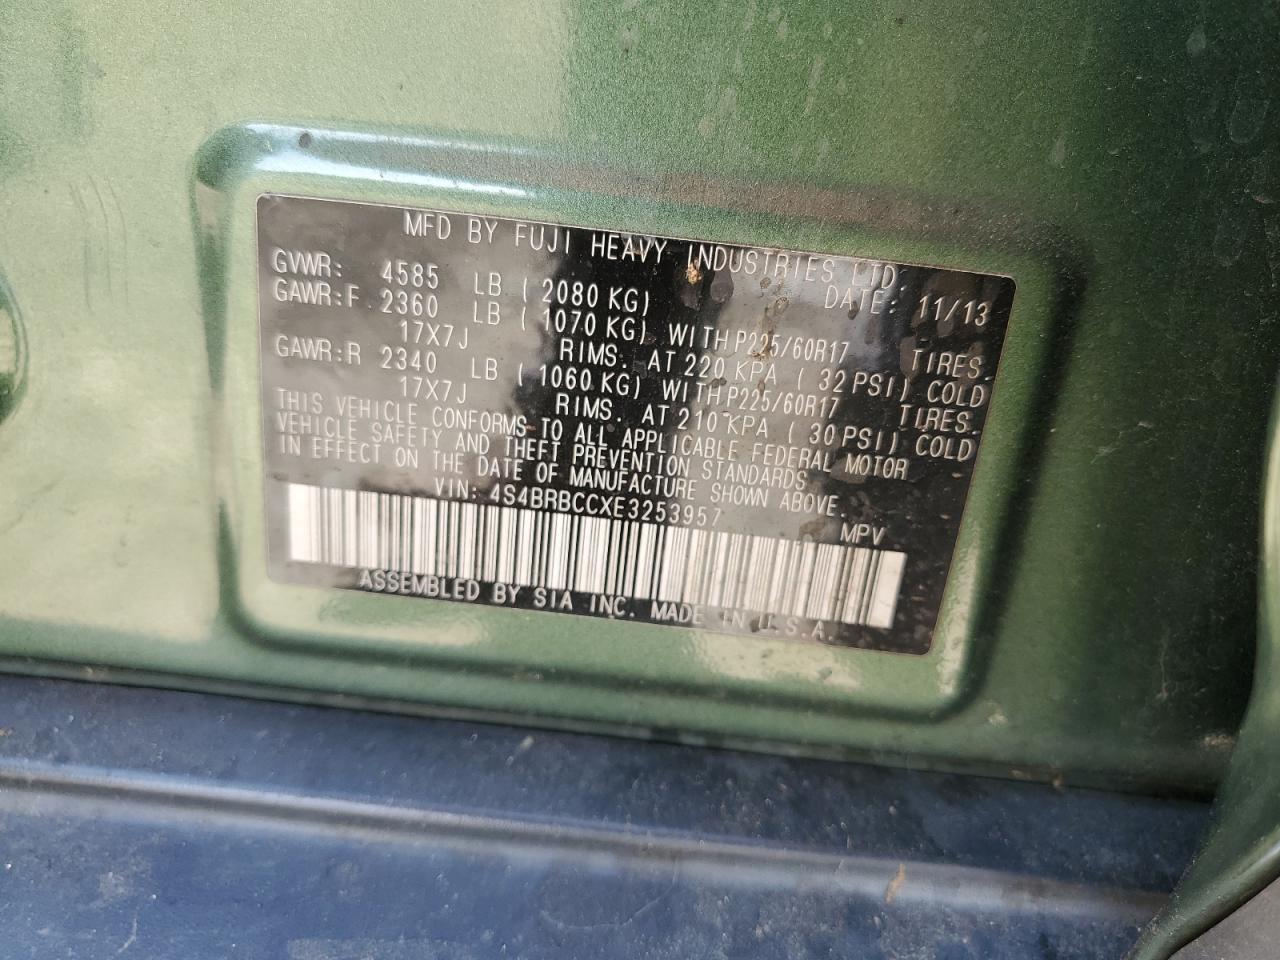 MFD BY FUJI HEAVY INDUSTRIES LTD.
DATE: 11/13
GVWR: 4585 LB ( 2080 KG)
GAWR:F 2360 LB ( 1070 KG) WITH P225/60R17 TIRES.
17X7J RIMS. AT 220 KPA ( 32 PSI) COLD
GAWR:R 2340 LB ( 1060 KG) WITH P225/60R17 TIRES.
17X7J RIMS. AT 210 KPA ( 30 PSI) COLD
THIS VEHICLE CONFORMS TO ALL APPLICABLE FEDERAL MOTOR
VEHICLE SAFETY AND THEFT PREVENTION STANDARDS
IN EFFECT ON THE DATE OF MANUFACTURE SHOWN ABOVE.
VIN: 4S4BRBCCXE3253957 MPV
ASSEMBLED BY SIA INC. MADE IN U.S.A.